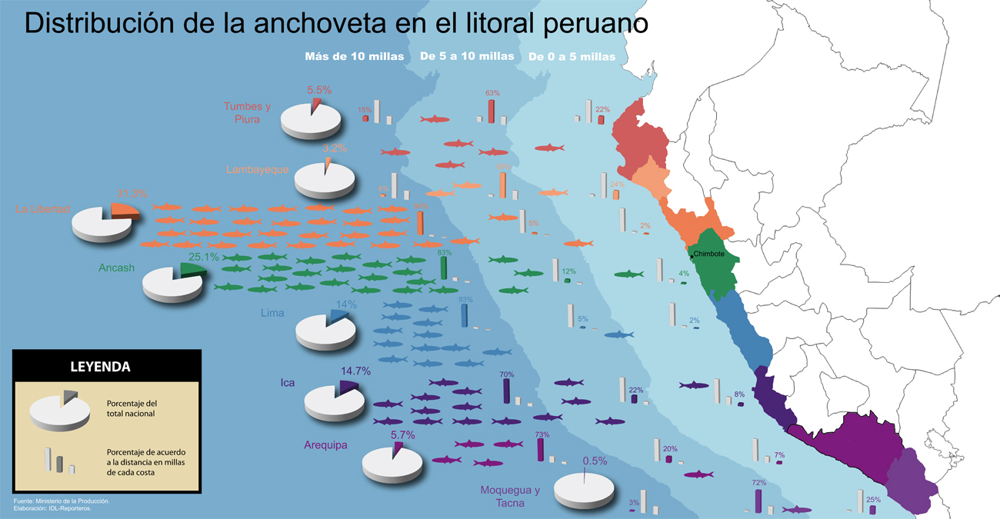 Distribución de la anchoveta en el litoral peruano
Más de 10 millas
De 5 a 10 millas
De 0 a 5 millas
Tumbes y
Piura
5.5%
15%
63%
22%
Lambayeque
3.2%
6%
24%
La Libertad
31.3%
5%
2%
Chimbote
Ancash
25.1%
83%
12%
4%
Lima
14%
93%
5%
2%
Ica
14.7%
70%
22%
8%
Arequipa
5.7%
73%
20%
7%
Moquegua y
Tacna
0.5%
3%
72%
25%
LEYENDA
Porcentaje del
total nacional
Porcentaje de acuerdo
a la distancia en millas
de cada costa
Fuente: Ministerio de la Producción.
Elaboración: IDL-Reporteros.